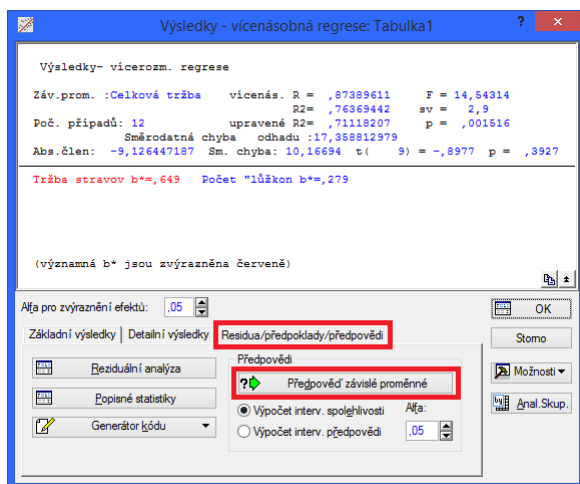 Výsledky - vícenásobná regrese: Tabulka1 ? ×
Výsledky- vícerozm. regrese
Záv.prom. :Celková tržba vícenás. R = ,87389611 F = 14,54314
R2= ,76369442 sv = 2,9
Poč. případů: 12 upravené R2= ,71118207 p = ,001516
Směrodatná chyba odhadu :17,358812979
Abs.člen: -9,126447187 Sm. chyba: 10,16694 t( 9) = -,8977 p = ,3927
Tržba stravov b*=,649 Počet "lůžkon b*=,279
(významná b* jsou zvýrazněna červeně)
Alfa pro zvýraznění efektů: ,05
OK
Základní výsledky Detailní výsledky Residua/předpoklady/předpovědi
Storno
Reziduální analýza
Předpovědi
Předpověď závislé proměnné
Možnosti
Popisné statistiky
Výpočet interv. spolehlivosti Alfa:
Anal.Skup.
Generátor kódu
Výpočet interv. předpovědi ,05